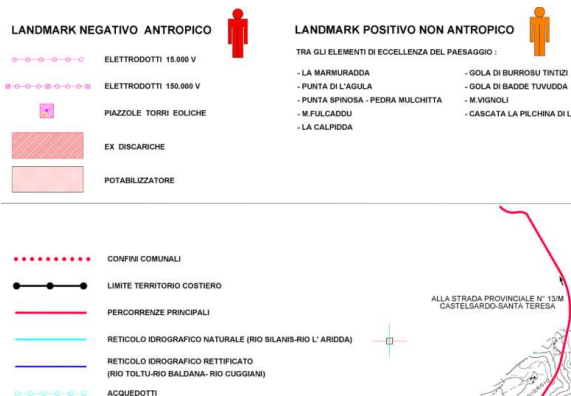 LANDMARK NEGATIVO ANTROPICO
ELETTRODOTTI 15.000 V
ELETTRODOTTI 150.000 V
PIAZZOLE TORRI EOLICHE
EX DISCARICHE
POTABILIZZATORE
LANDMARK POSITIVO NON ANTROPICO
TRA GLI ELEMENTI DI ECCELLENZA DEL PAESAGGIO :
- LA MARMURADDA
- PUNTA DI L'AGULA
- PUNTA SPINOSA - PEDRA MULCHITTA
- M.FULCADDU
- LA CALPIDDA
- GOLA DI BURROSU TINTIZI
- GOLA DI BADDE TUVUDDA
- M.VIGNOLI
- CASCATA LA PILCHINA DI L
CONFINI COMUNALI
LIMITE TERRITORIO COSTIERO
PERCORRENZE PRINCIPALI
RETICOLO IDROGRAFICO NATURALE (RIO SILANIS-RIO L' ARIDDA)
RETICOLO IDROGRAFICO RETTIFICATO
(RIO TOLTU-RIO BALDANA- RIO CUGGIANI)
ACQUEDOTTI
ALLA STRADA PROVINCIALE N° 13/M
CASTELSARDO-SANTA TERESA